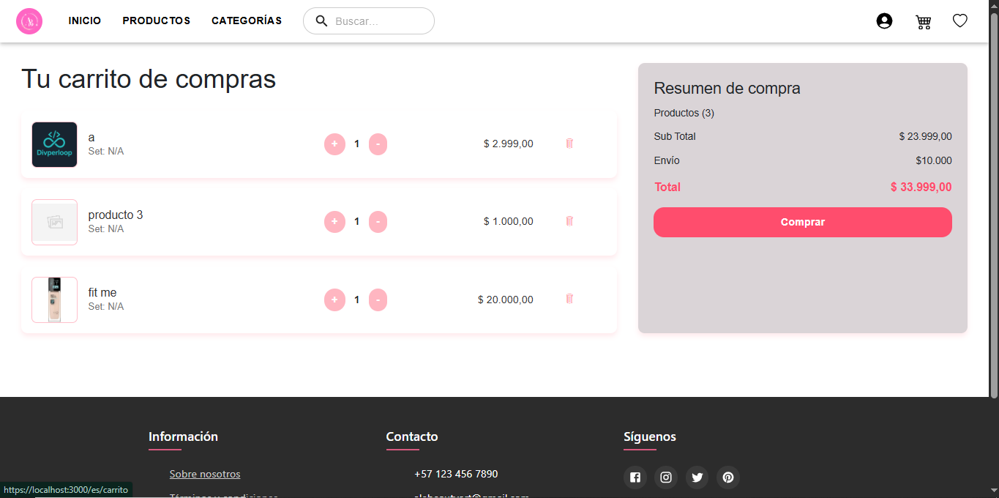 INICIO PRODUCTOS CATEGORÍAS Buscar...
Tu carrito de compras
Divperloop
a
Set: N/A
+ 1 - $ 2.999,00
producto 3
Set: N/A
+ 1 - $ 1.000,00
fit me
Set: N/A
+ 1 - $ 20.000,00
Resumen de compra
Productos (3)
Sub Total $ 23.999,00
Envío $10.000
Total $ 33.999,00
Comprar
Información
Sobre nosotros
Términos y condiciones
Contacto
+57 123 456 7890
Síguenos
https://localhost:3000/es/carrito